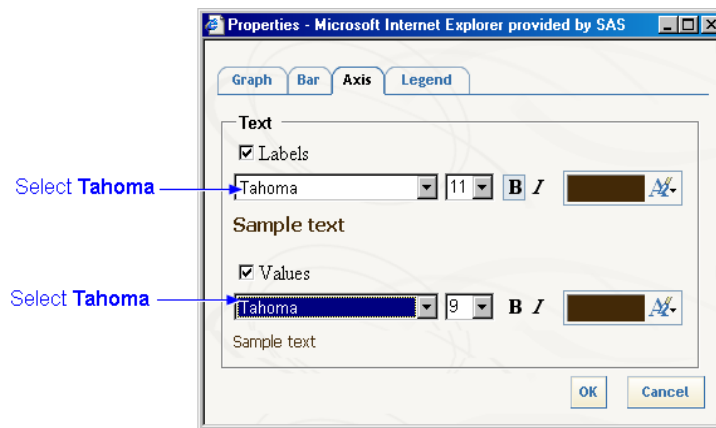 Properties - Microsoft Internet Explorer provided by SAS
Graph Bar Axis Legend
Text
Labels
Select Tahoma Tahoma 11 B I A
Sample text
Values
Select Tahoma Tahoma 9 B I A
Sample text
OK Cancel